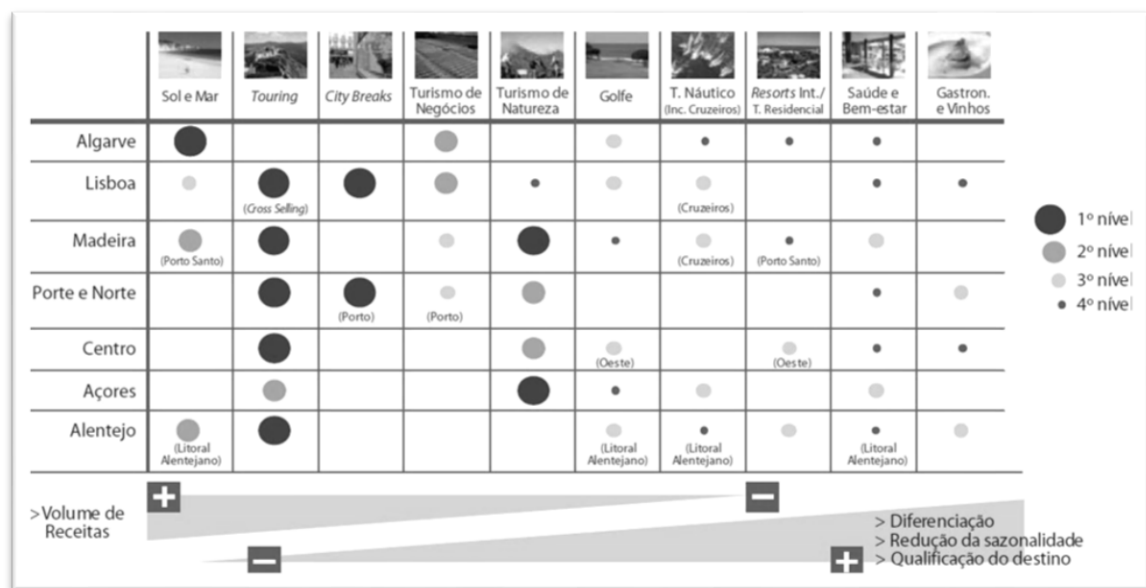 Sol e Mar
Touring
City Breaks
Turismo de
Negócios
Turismo de
Natureza
Golfe
T. Náutico
(Inc. Cruzeiros)
Resorts Int./
T. Residencial
Saúde e
Bem-estar
Gastron.
e Vinhos
Algarve
Lisboa
(Cross Selling)
(Cruzeiros)
Madeira
(Porto Santo)
(Cruzeiros)
(Porto Santo)
Porte e Norte
(Porto)
(Porto)
Centro
(Oeste)
(Oeste)
Açores
Alentejo
(Litoral
Alentejano)
(Litoral
Alentejano)
(Litoral
Alentejano)
(Litoral
Alentejano)
1º nível
2º nível
3º nível
4º nível
+
−
> Volume de
Receitas
−
+
> Diferenciação
> Redução da sazonalidade
> Qualificação do destino